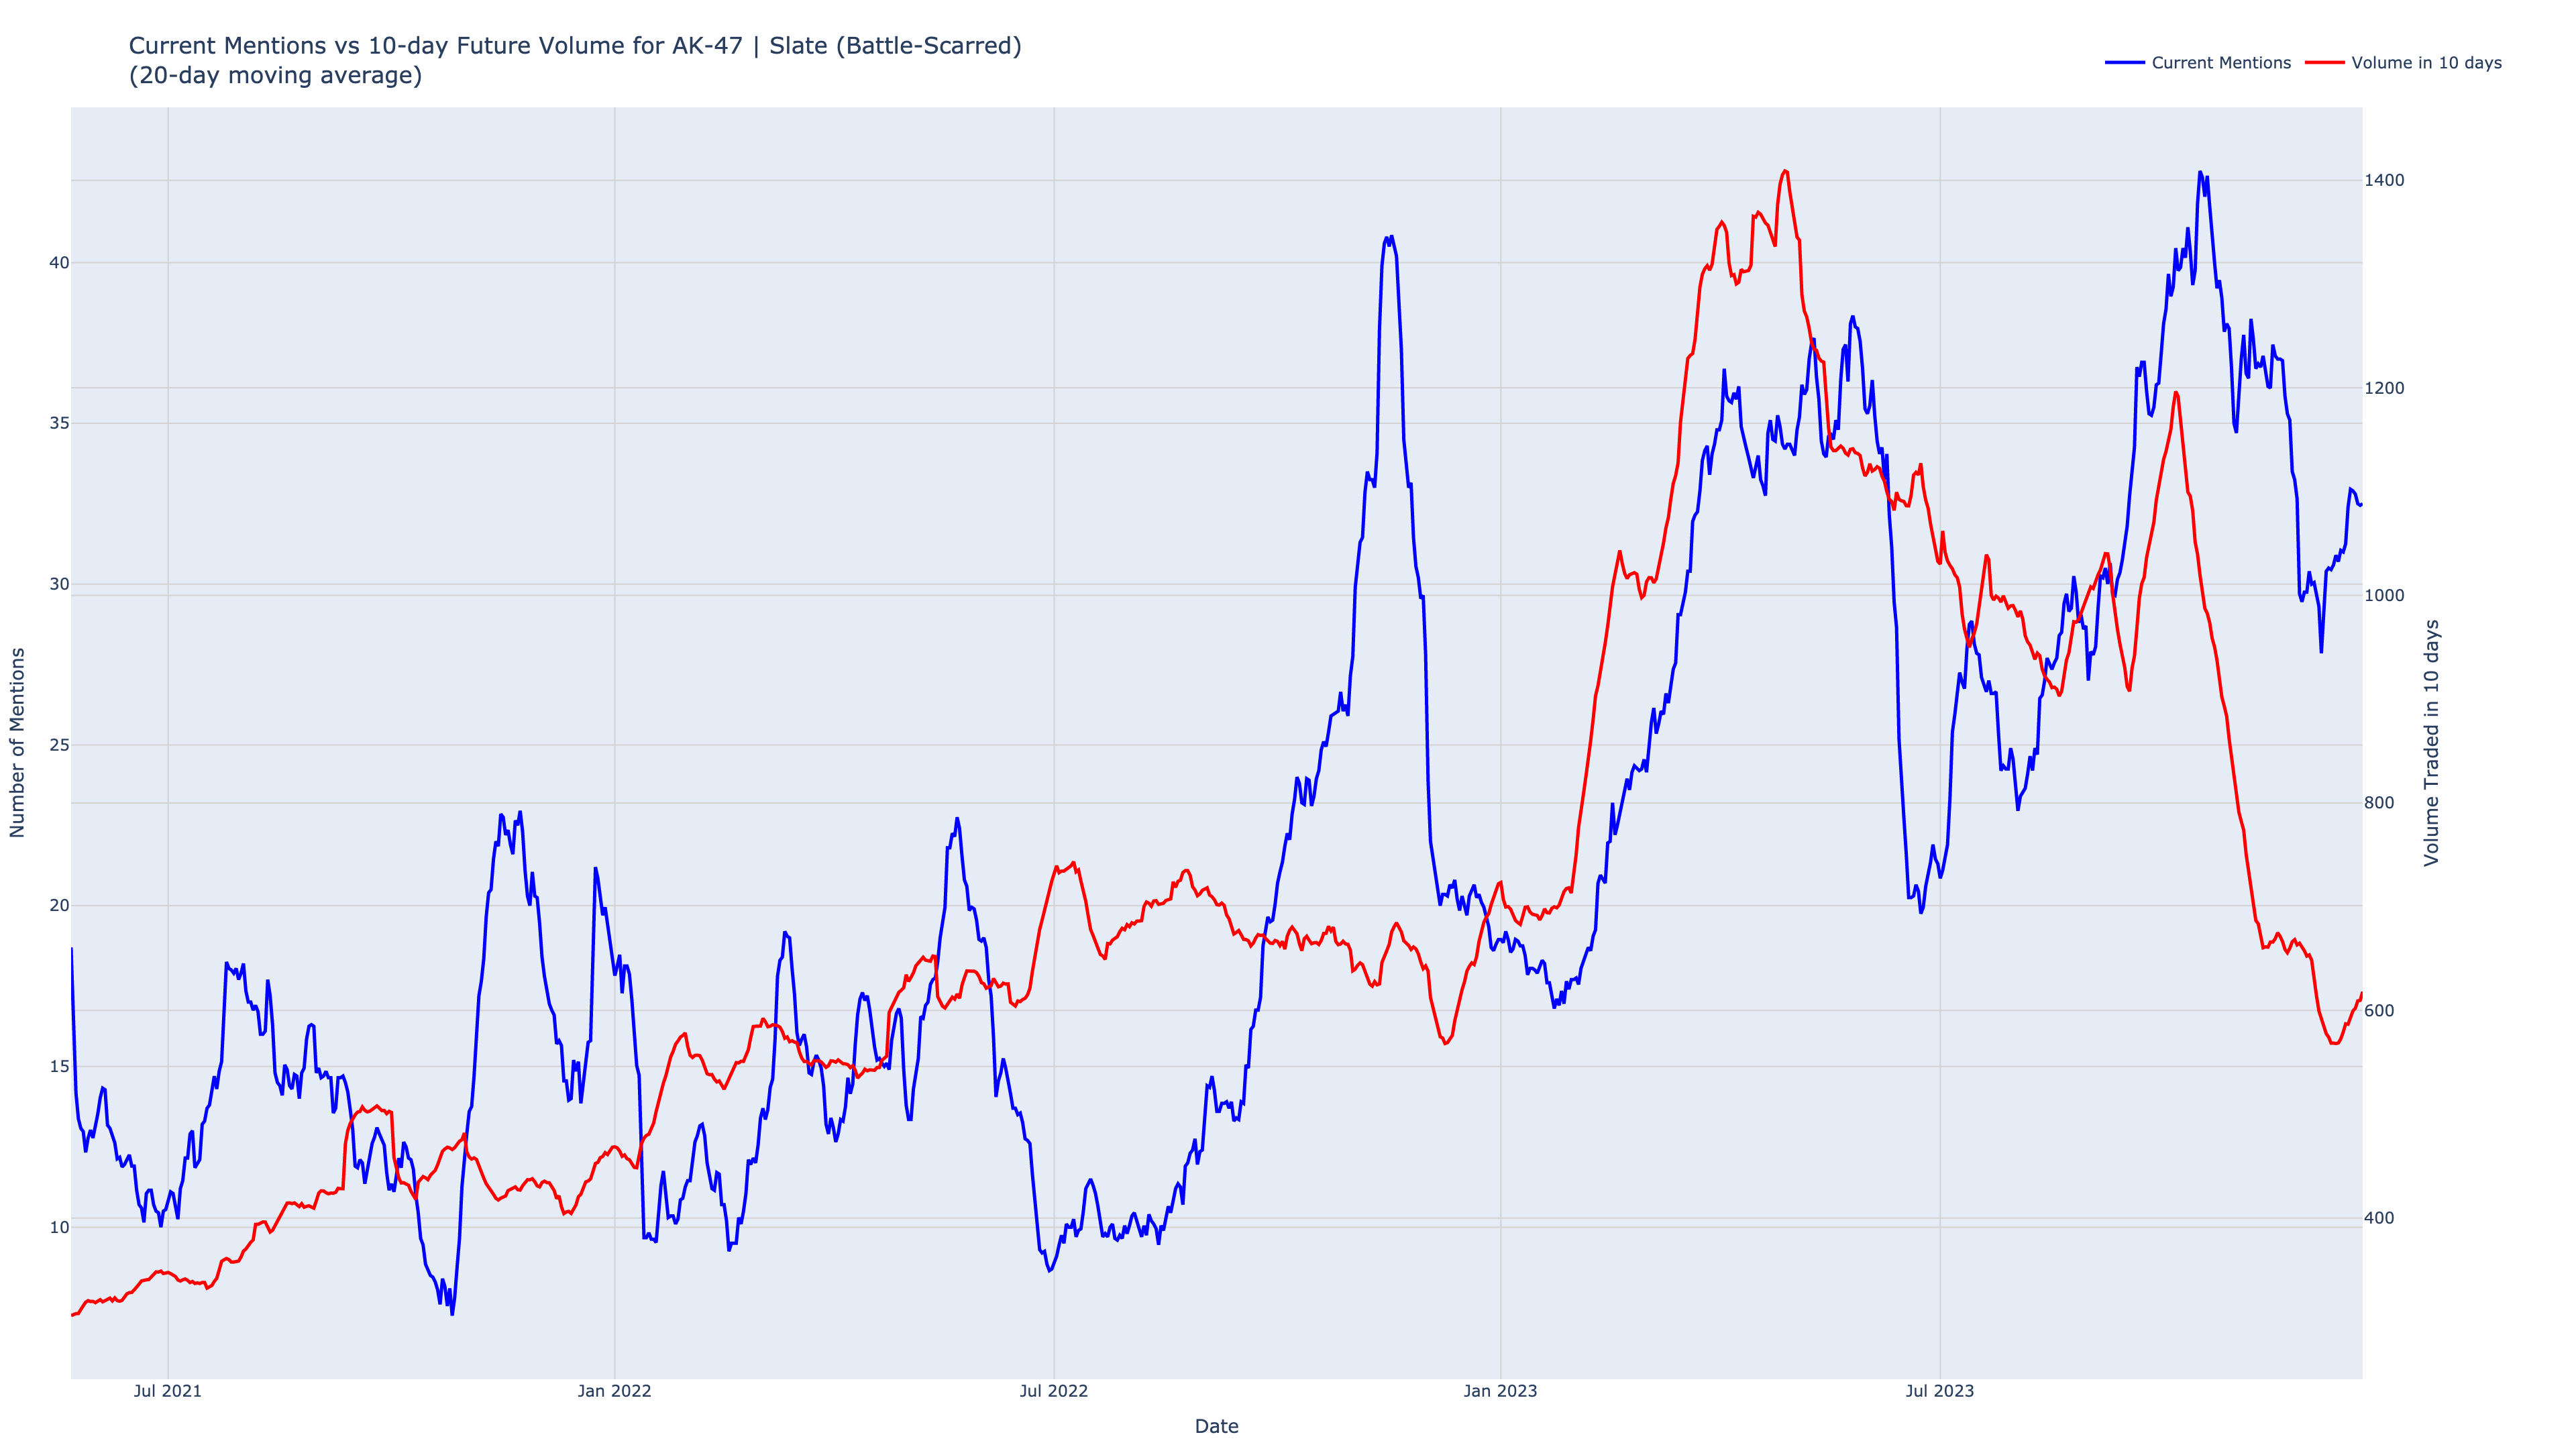 Current Mentions vs 10-day Future Volume for AK-47 | Slate (Battle-Scarred)
(20-day moving average)
Current Mentions
Volume in 10 days
Number of Mentions
40
35
30
25
20
15
10
1400
1200
1000
800
600
400
Volume Traded in 10 days
Jul 2021
Jan 2022
Jul 2022
Jan 2023
Jul 2023
Date